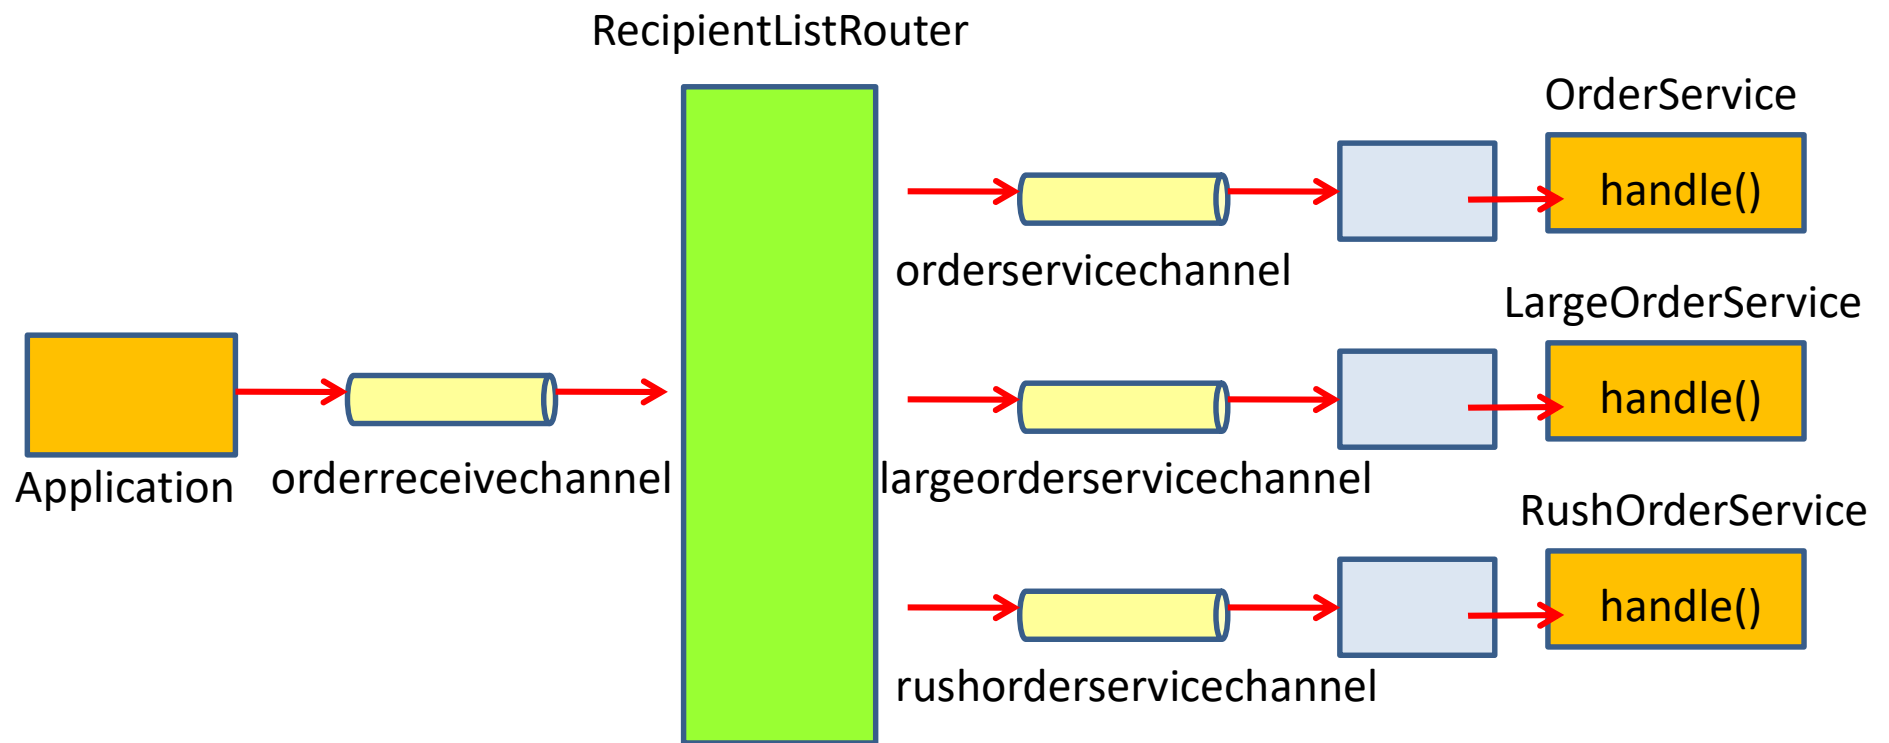 RecipientListRouter
OrderService
handle()
orderservicechannel
LargeOrderService
handle()
Application
orderreceivechannel
largeorderservicechannel
RushOrderService
handle()
rushorderservicechannel